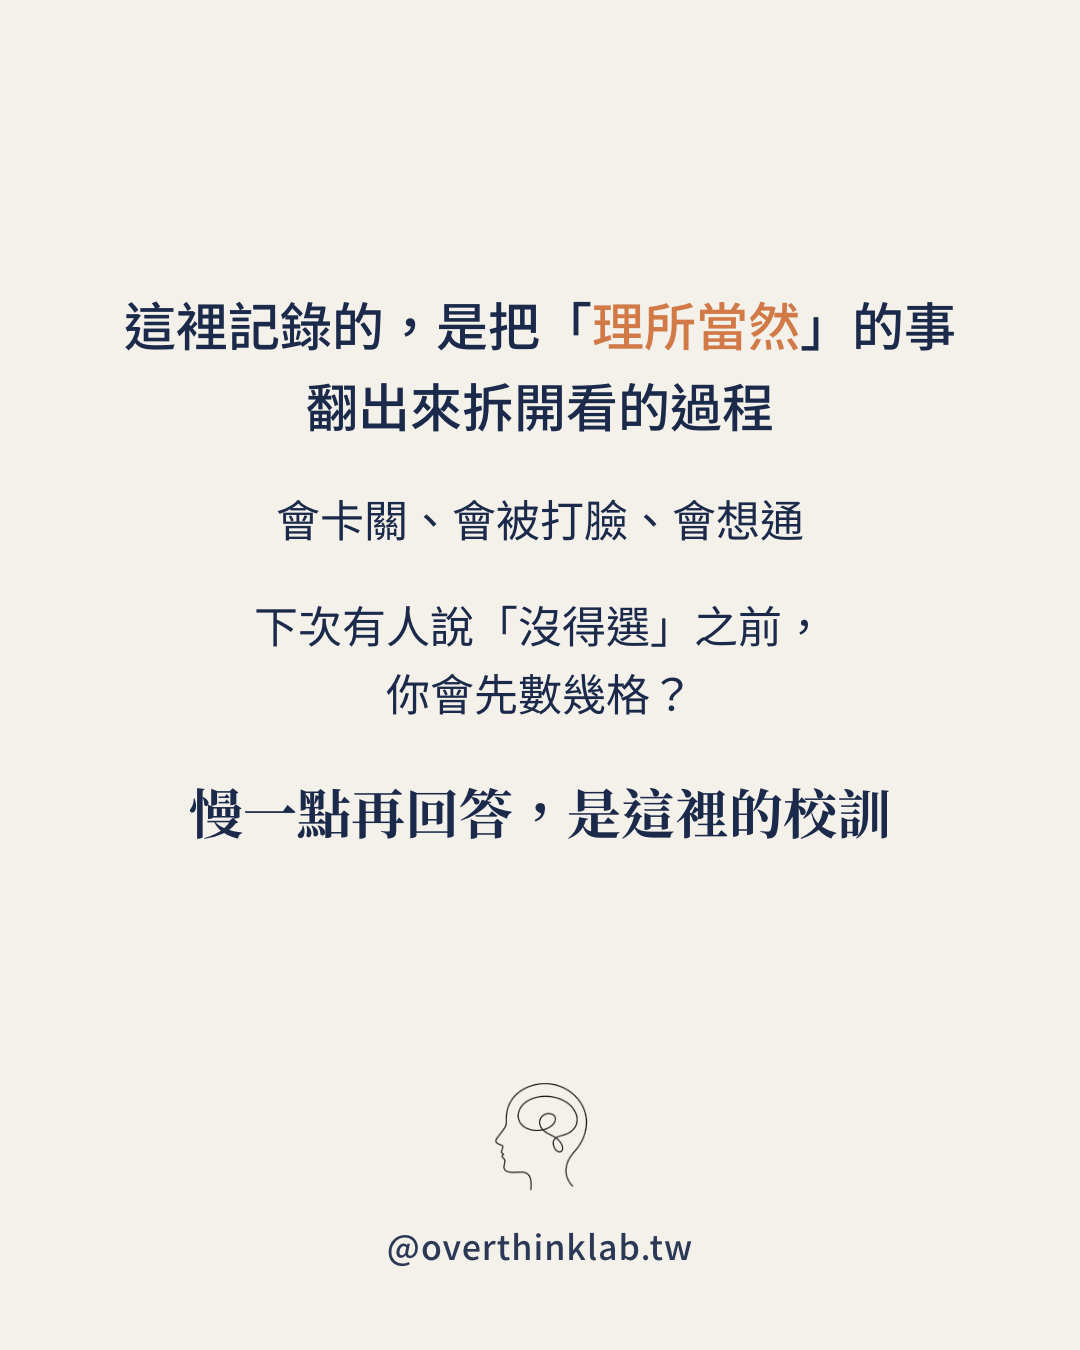 這裡記錄的，是把「理所當然」的事
翻出來拆開看的過程
會卡關、會被打臉、會想通
下次有人說「沒得選」之前，
你會先數幾格？
慢一點再回答，是這裡的校訓
@overthinklab.tw